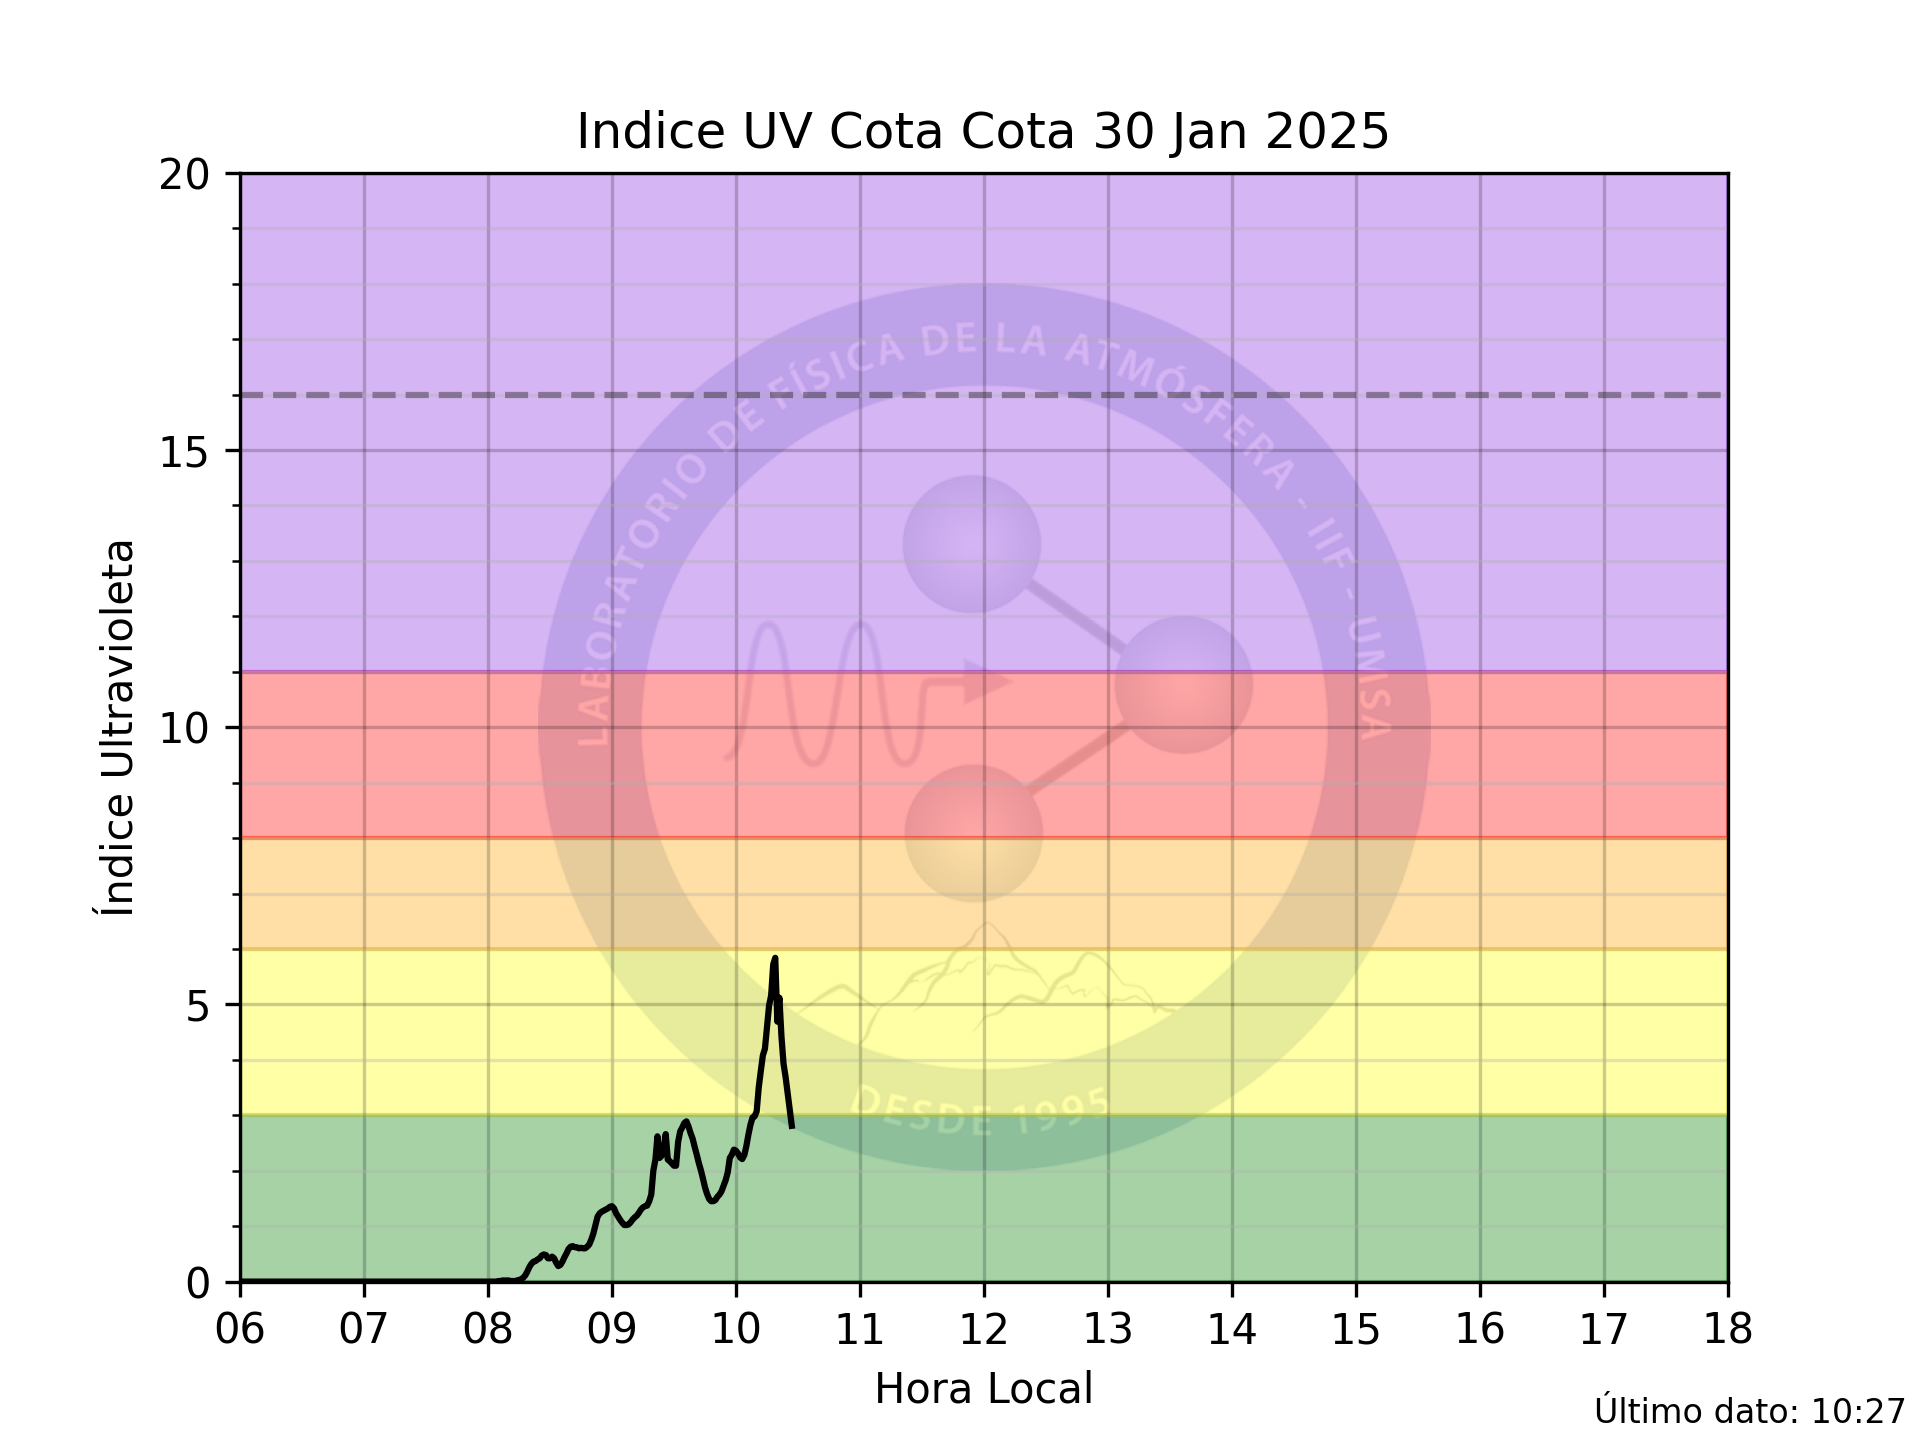 Indice UV Cota Cota 30 Jan 2025
20
15
10
5
0
Índice Ultravioleta
LABORATORIO DE FÍSICA DE LA ATMÓSFERA - IIF - UMSA
DESDE 1995
06 07 08 09 10 11 12 13 14 15 16 17 18
Hora Local
Último dato: 10:27